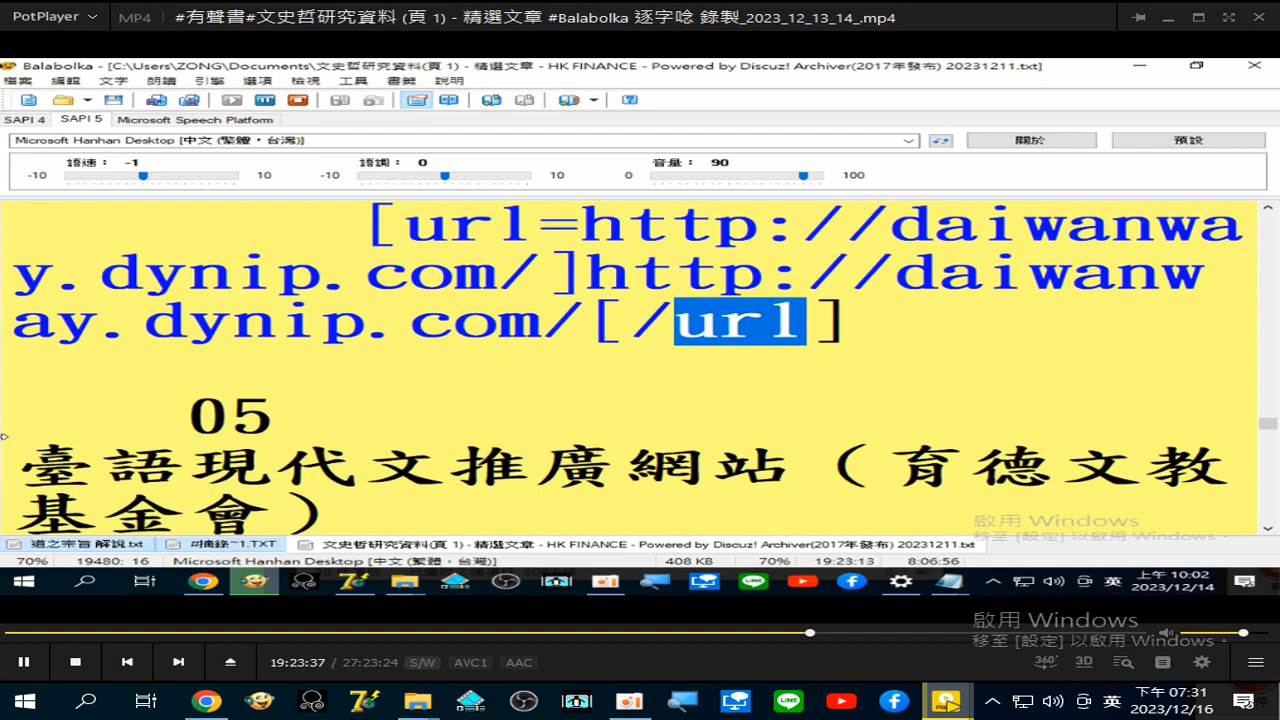 PotPlayer MP4 #有聲書#文史哲研究資料 (頁 1) - 精選文章 #Balabolka 逐字唸 錄製_2023_12_13_14_.mp4
Balabolka - [C:\Users\ZONG\Documents\文史哲研究資料(頁 1) - 精選文章 - HK FINANCE - Powered by Discuz! Archiver(2017年發布) 20231211.txt]
檔案 編輯 文字 朗讀 引擎 選項 檢視 工具 書籤 說明
SAPI 4 SAPI 5 Microsoft Speech Platform
Microsoft Hanhan Desktop [中文 (繁體，台灣)] 關於 預設
語速： -1 語調： 0 音量： 90
-10 10 -10 10 0 100
[url=http://daiwanwa
y.dynip.com/]http://daiwanw
ay.dynip.com/[/url]
05
臺語現代文推廣網站（育德文教
基金會）
啟用 Windows
移至 [設定] 以啟用 Windows。
道之宗旨 解說.txt #摘錄~1.TXT 文史哲研究資料(頁 1) - 精選文章 - HK FINANCE - Powered by Discuz! Archiver(2017年發布) 20231211.txt
70% 19480: 16 Microsoft Hanhan Desktop [中文 (繁體，台灣)] 408 KB 70% 19:23:13 8:06:56
英 上午 10:02
2023/12/14
啟用 Windows
移至 [設定] 以啟用 Windows。
19:23:37 / 27:23:24 S/W AVC1 AAC 360° 3D
英 下午 07:31
2023/12/16